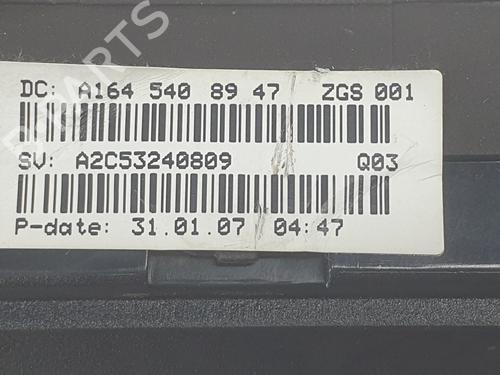 DC: A164 540 89 47 ZGS 001
SV: A2C53240809 Q03
P-date: 31.01.07 04:47